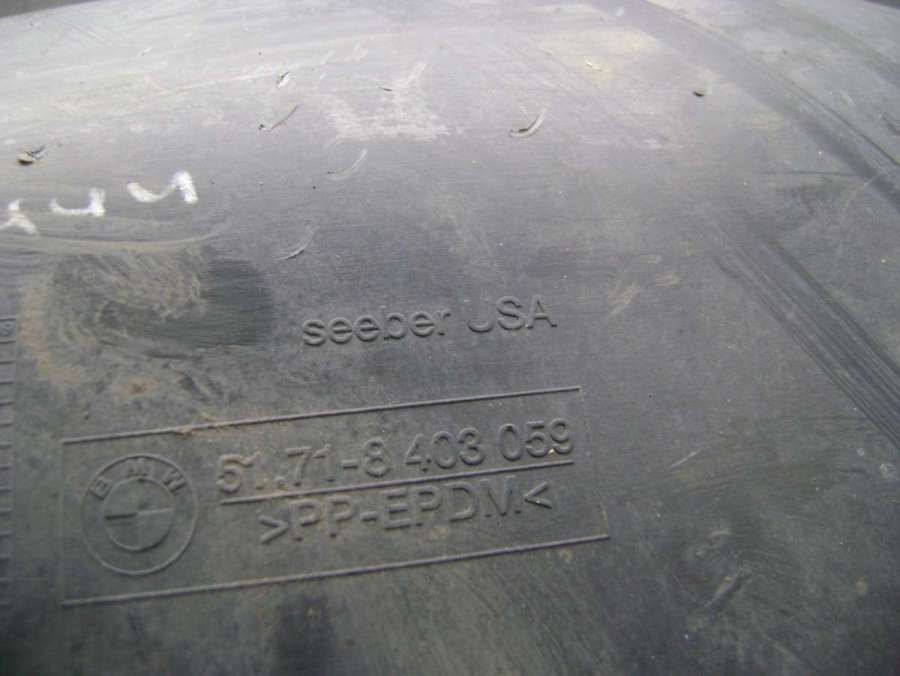 seeber USA
BMW
51.71-8 403 059
>PP-EPDM<